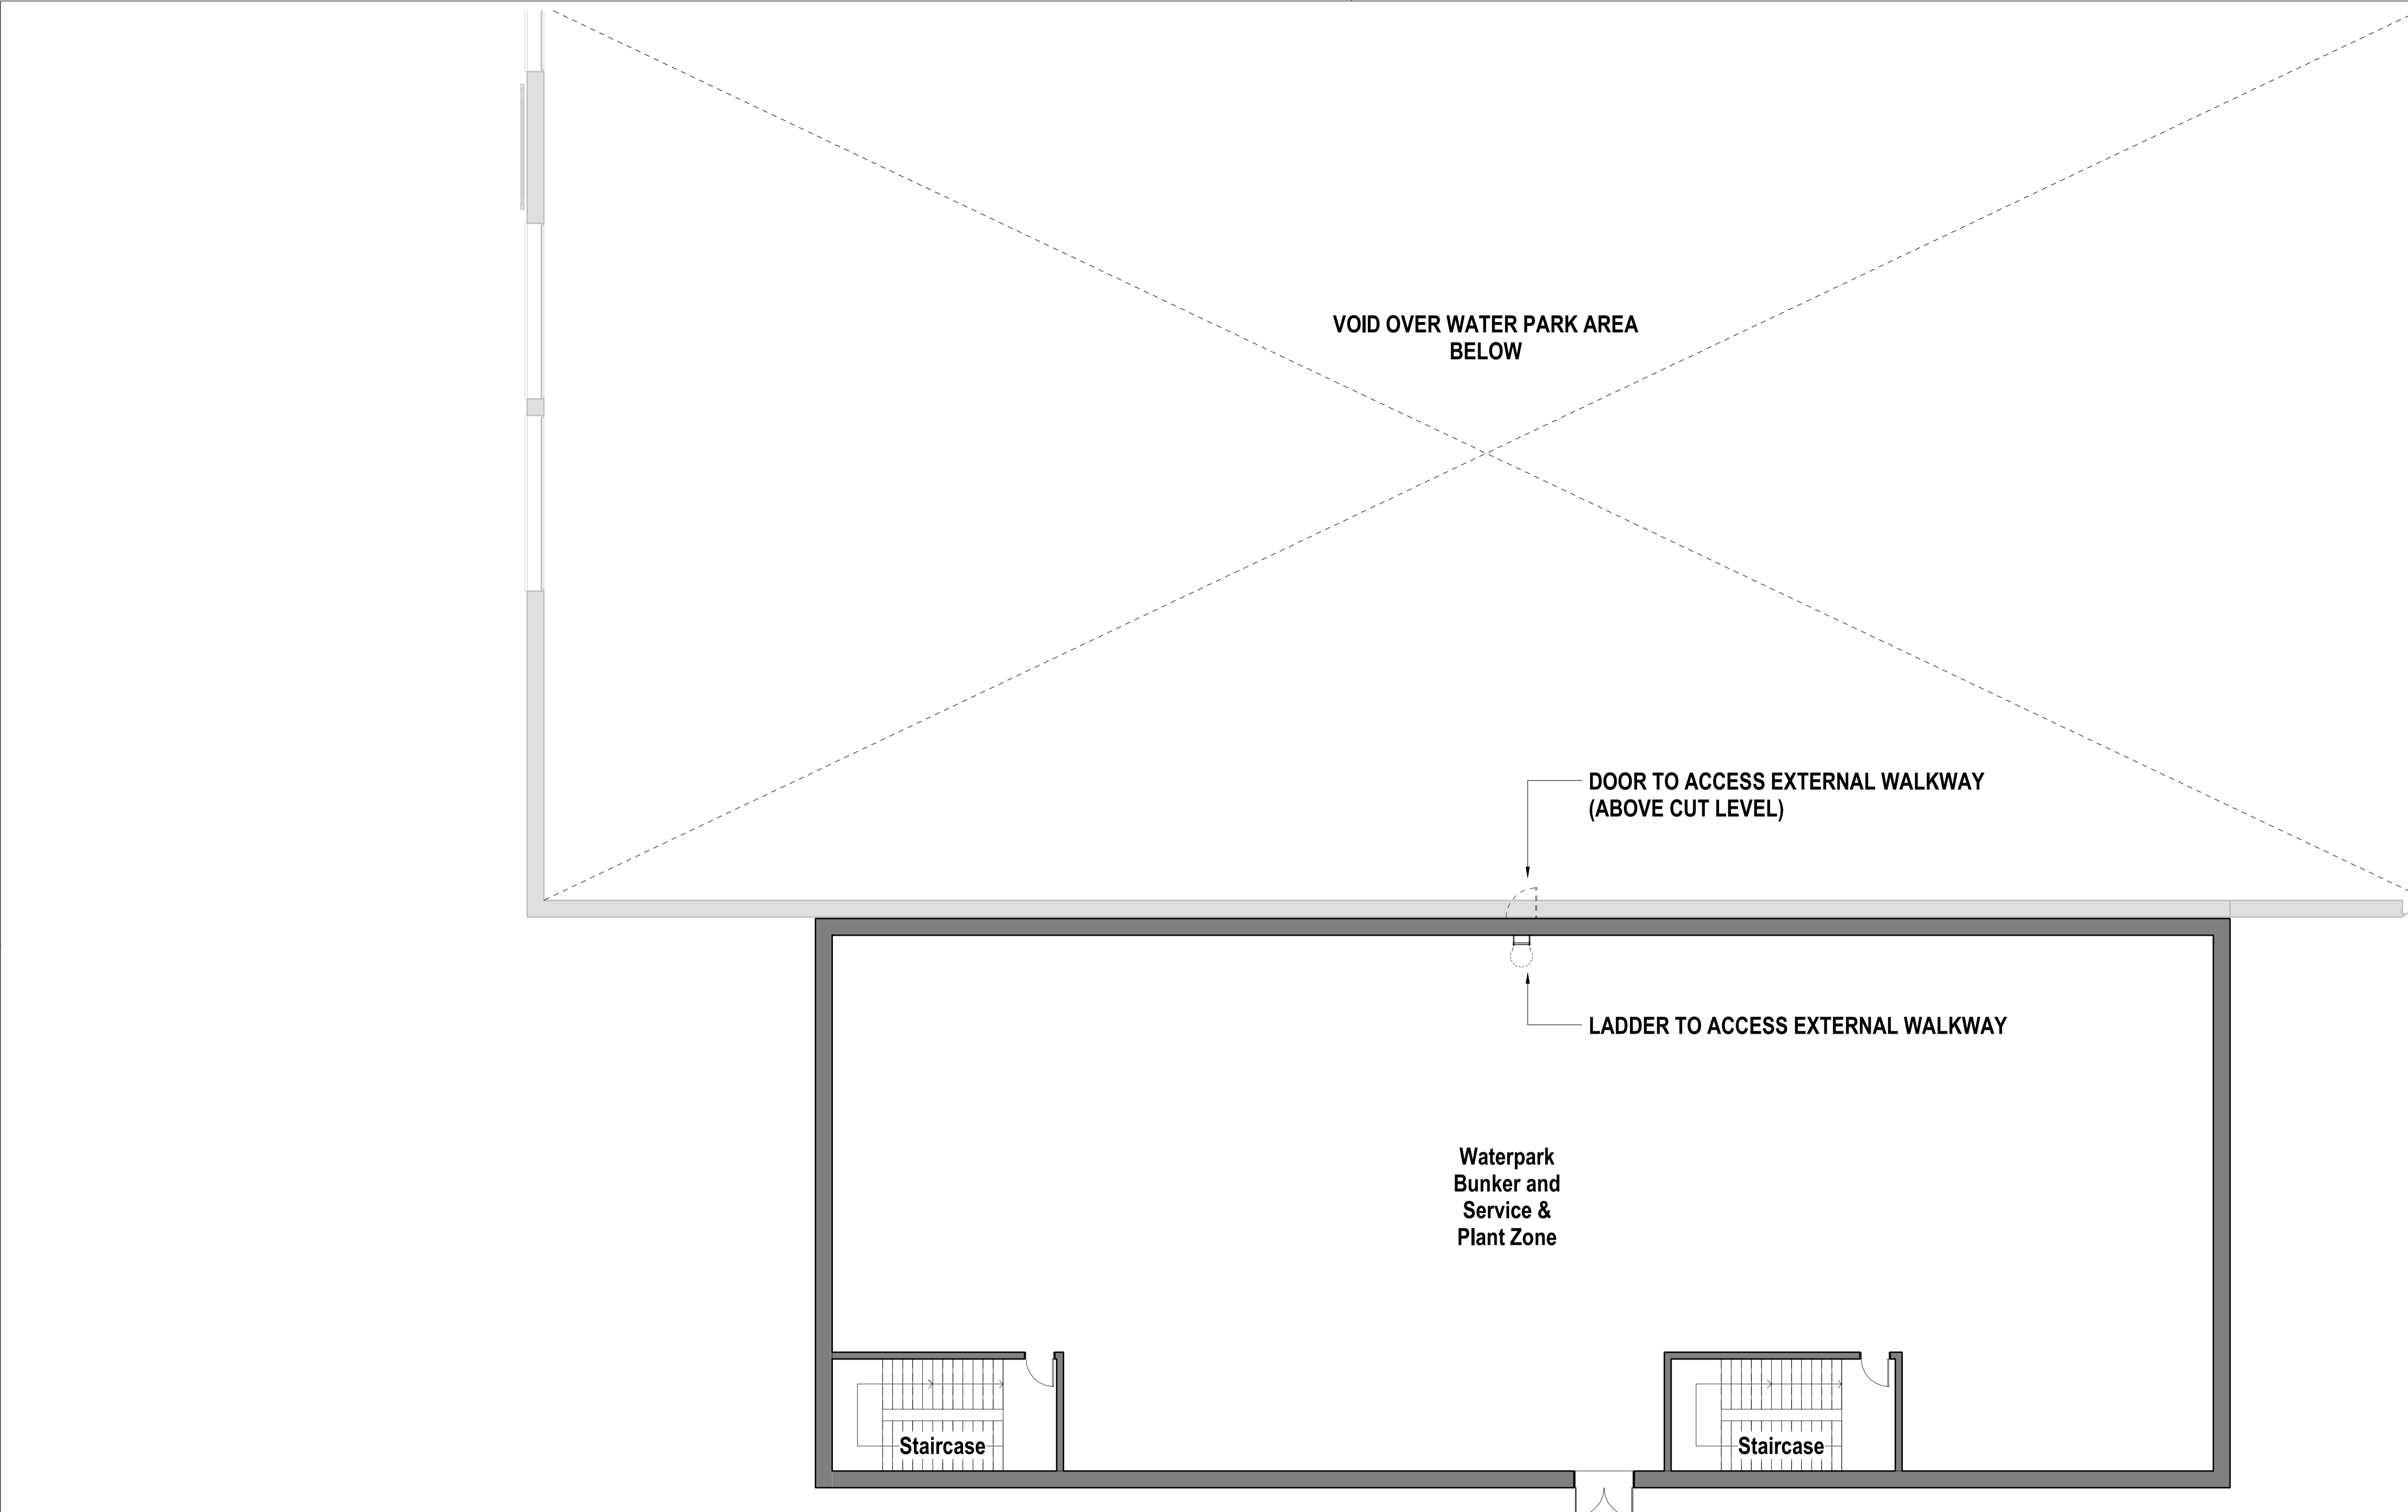 VOID OVER WATER PARK AREA
BELOW
DOOR TO ACCESS EXTERNAL WALKWAY
(ABOVE CUT LEVEL)
LADDER TO ACCESS EXTERNAL WALKWAY
Waterpark
Bunker and
Service &
Plant Zone
Staircase
Staircase